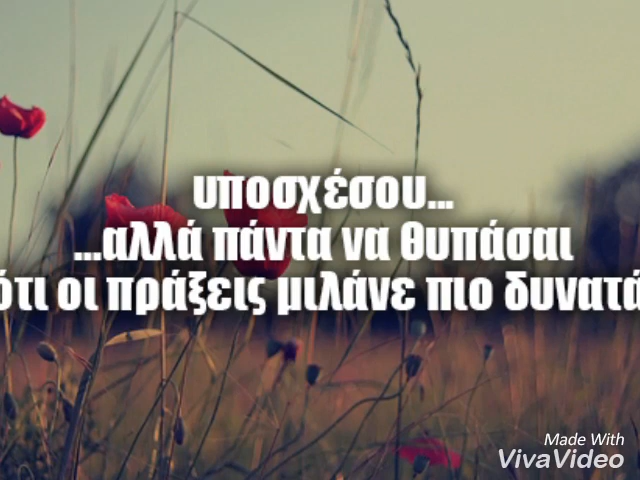 υποσχέσου...
...αλλά πάντα να θυπάσαι
ότι οι πράξεις μιλάνε πιο δυνατά
Made With
VivaVideo